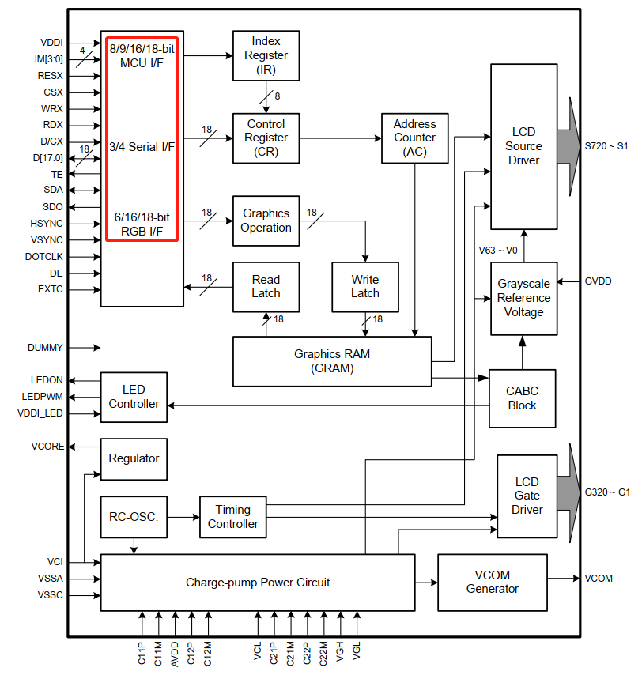 VDDI
IM[3:0]
4
RESX
CSX
WRX
RDX
D/CX
D[17:0]
18
TE
SDA
SDO
HSYNC
VSYNC
DOTCLK
DE
EXTC
DUMMY
LEDON
LEDPWM
VDDI_LED
VCORE
VCI
VSSA
VSSC
8/9/16/18-bit
MCU I/F
3/4 Serial I/F
6/16/18-bit
RGB I/F
Index
Register
(IR)
8
18
Control
Register
(CR)
Address
Counter
(AC)
18
Graphics
Operation
18
18
Read
Latch
Write
Latch
18
18
Graphics RAM
(GRAM)
LCD
Source
Driver
S720 ~ S1
V63 ~ V0
Grayscale
Reference
Voltage
GVDD
CABC
Block
LED
Controller
Regulator
RC-OSC.
Timing
Controller
LCD
Gate
Driver
G320 ~ G1
Charge-pump Power Circuit
VCOM
Generator
VCOM
C11P
C11M
AVDD
C12P
C12M
VCL
C21P
C21M
C22P
C22M
VGH
VGL